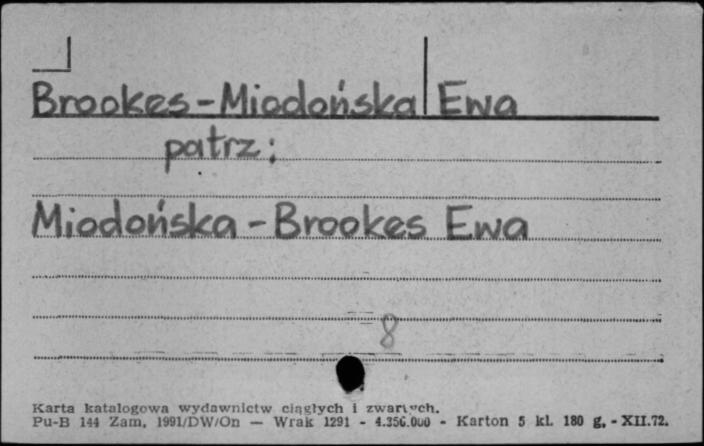 Brookes-Miodońska Ewa
patrz:
Miodońska-Brookes Ewa
8
Karta katalogowa wydawnictw ciągłych i zwartych.
Pu-B 144 Zam. 1991/DW/On — Wrak 1291 - 4.356.000 - Karton 5 kl. 180 g. - XII.72.